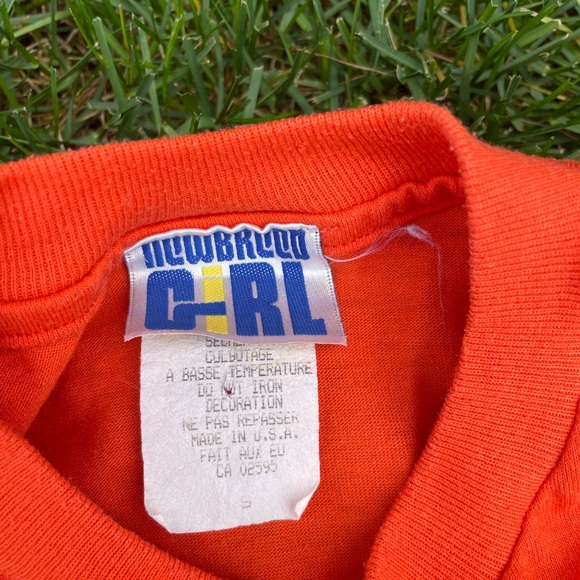 NEWBREED
GIRL
CULBUTAGE
A BASSE TEMPERATURE
DO NOT IRON
DECORATION
NE PAS REPASSER
MADE IN U.S.A.
FAIT AUX EU
CA 02595
S